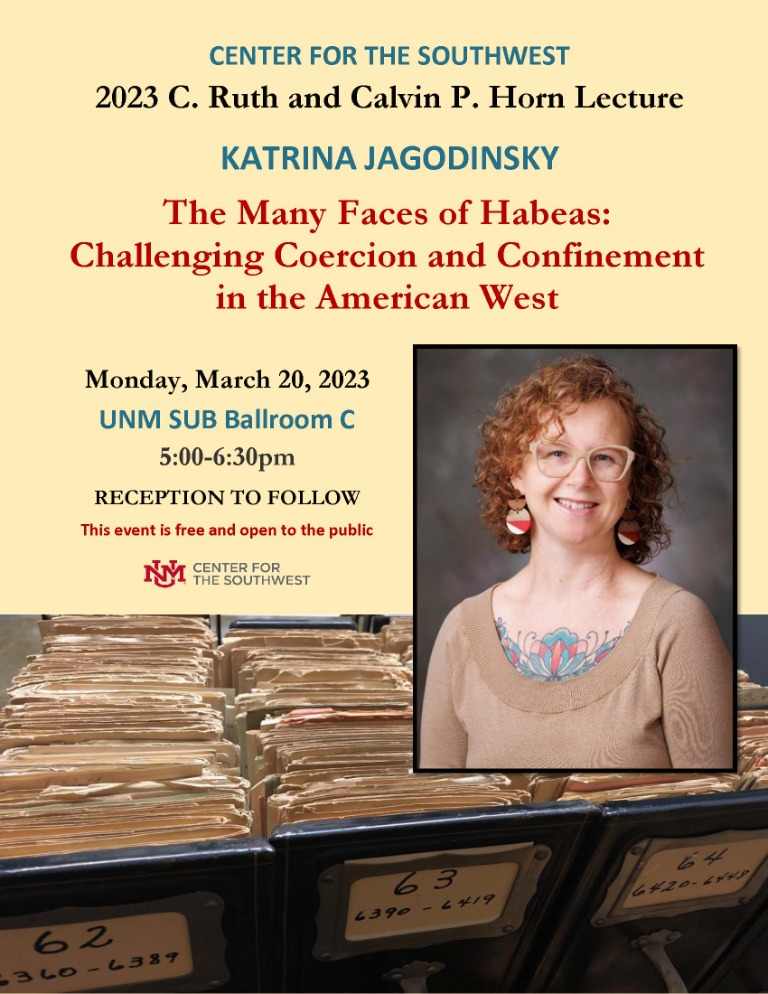 CENTER FOR THE SOUTHWEST
2023 C. Ruth and Calvin P. Horn Lecture
KATRINA JAGODINSKY
The Many Faces of Habeas:
Challenging Coercion and Confinement
in the American West
Monday, March 20, 2023
UNM SUB Ballroom C
5:00-6:30pm
RECEPTION TO FOLLOW
This event is free and open to the public
UNM CENTER FOR
THE SOUTHWEST
62
6360-6389
63
6390 - 6419
64
6420-6448